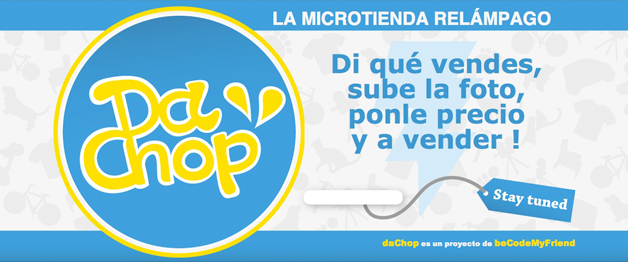 LA MICROTIENDA RELÁMPAGO
Da
Chop
Di qué vendes,
sube la foto,
ponle precio
y a vender !
Stay tuned
daChop es un proyecto de beCodeMyFriend